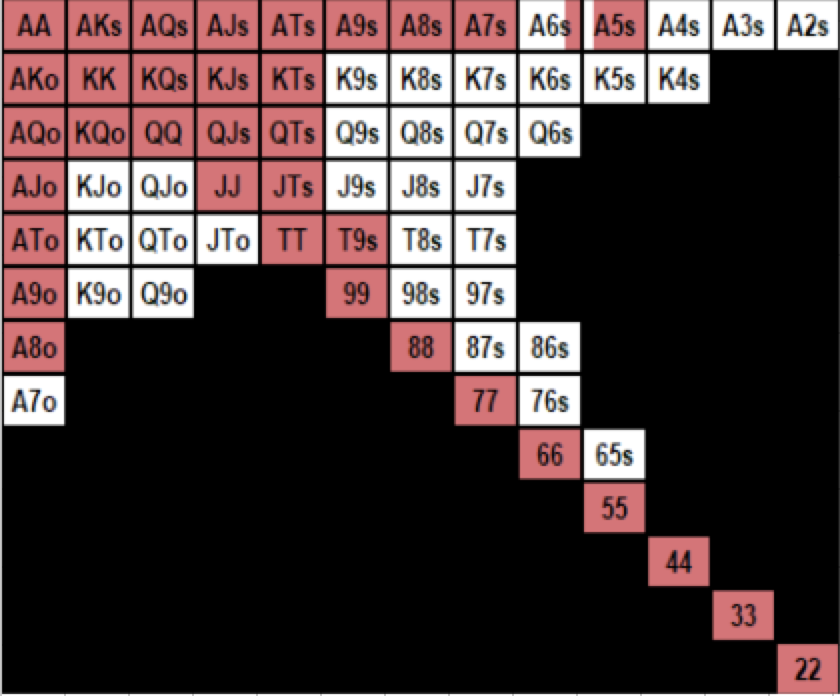 AA AKs AQs AJs ATs A9s A8s A7s A6s A5s A4s A3s A2s
AKo KK KQs KJs KTs K9s K8s K7s K6s K5s K4s
AQo KQo QQ QJs QTs Q9s Q8s Q7s Q6s
AJo KJo QJo JJ JTs J9s J8s J7s
ATo KTo QTo JTo TT T9s T8s T7s
A9o K9o Q9o 99 98s 97s
A8o 88 87s 86s
A7o 77 76s
66 65s
55
44
33
22